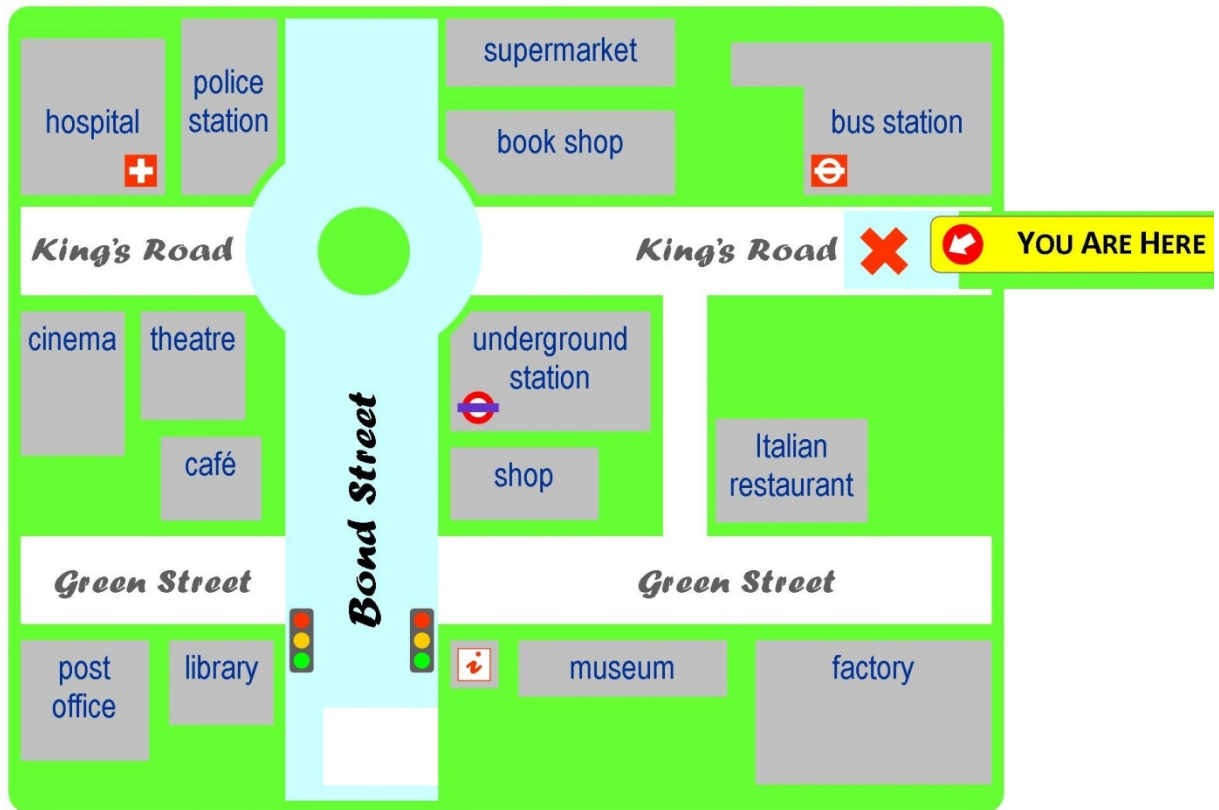 supermarket
police
station
hospital
book shop
bus station
King's Road
King's Road
YOU ARE HERE
cinema
theatre
underground
station
café
shop
Italian
restaurant
Bond Street
Green Street
Green Street
post
office
library
i
museum
factory